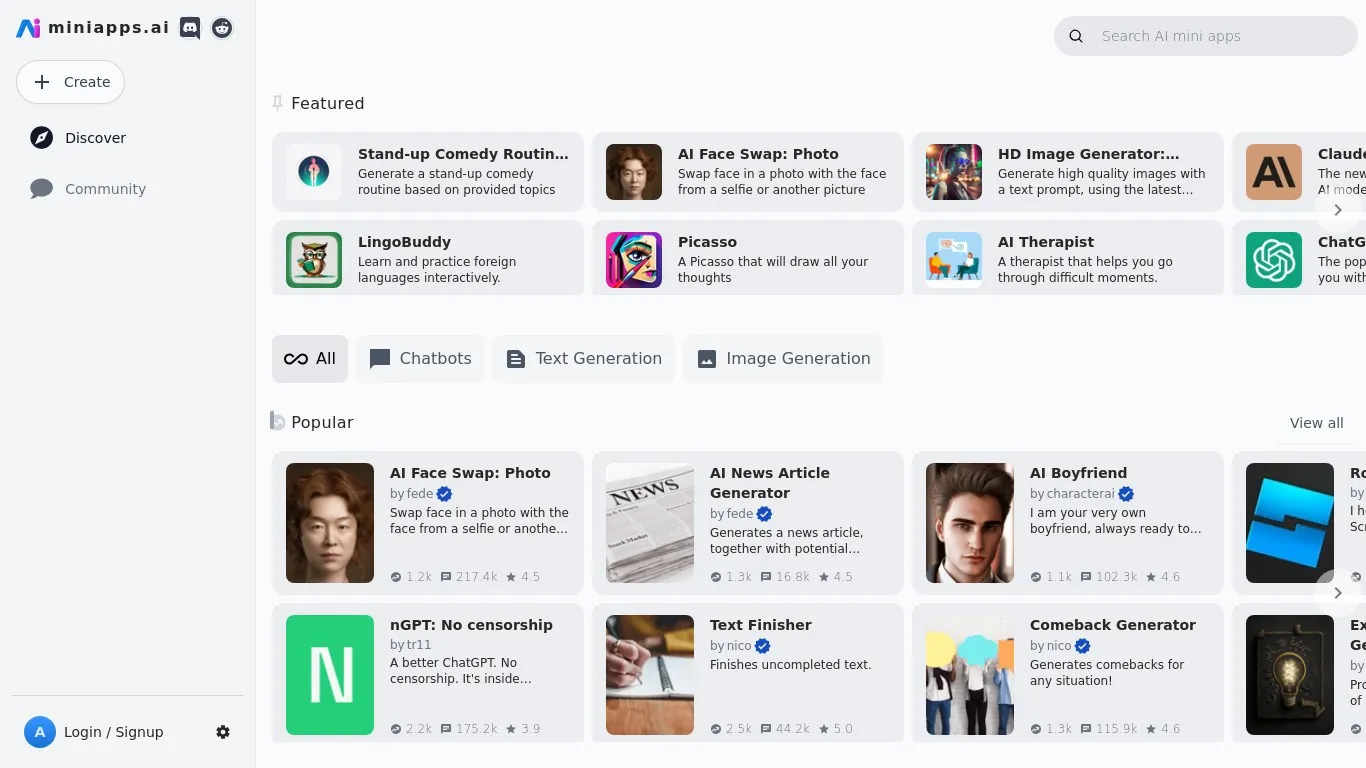 miniapps.ai
Create
Discover
Community
Login / Signup
A
Search AI mini apps
Featured
Stand-up Comedy Routin...
Generate a stand-up comedy
routine based on provided topics
AI Face Swap: Photo
Swap face in a photo with the face
from a selfie or another picture
HD Image Generator:...
Generate high quality images with
a text prompt, using the latest...
AI
Claude
The new
AI mode
LingoBuddy
Learn and practice foreign
languages interactively.
Picasso
A Picasso that will draw all your
thoughts
AI Therapist
A therapist that helps you go
through difficult moments.
ChatG
The pop
you with
All
Chatbots
Text Generation
Image Generation
Popular
View all
AI Face Swap: Photo
by fede
Swap face in a photo with the
face from a selfie or anothe...
1.2k 217.4k 4.5
NEWS
Stock Market
AI News Article
Generator
by fede
Generates a news article,
together with potential...
1.3k 16.8k 4.5
AI Boyfriend
by characterai
I am your very own
boyfriend, always ready to...
1.1k 102.3k 4.6
Ro
by
I h
Scr
N
nGPT: No censorship
by tr11
A better ChatGPT. No
censorship. It's inside...
2.2k 175.2k 3.9
Text Finisher
by nico
Finishes uncompleted text.
2.5k 44.2k 5.0
Comeback Generator
by nico
Generates comebacks for
any situation!
1.3k 115.9k 4.6
Ex
Ge
by
Pro
of